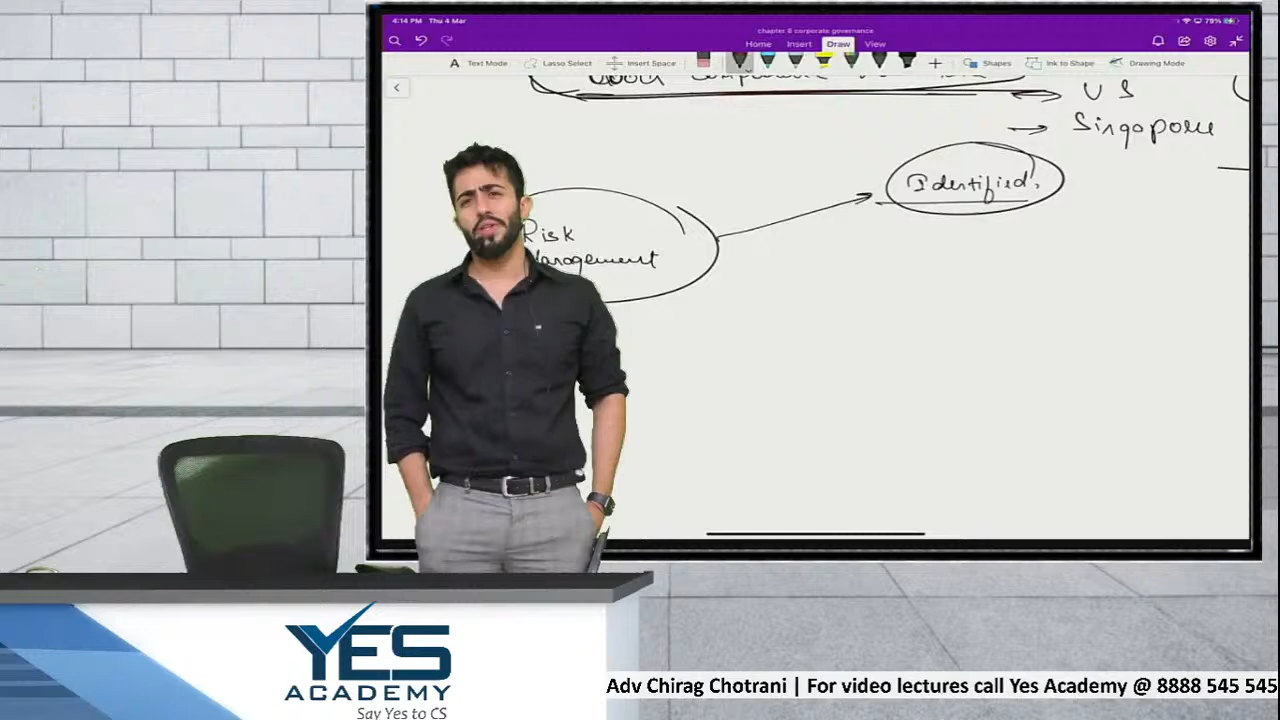 4:14 PM Thu 4 Mar
79%
chapter 8 corporate governance
Home Insert Draw View
Text Mode Lasso Select Insert Space Shapes Ink to Shape Drawing Mode
US
Singapore
Identified.
Risk
Management
YES
ACADEMY
Say Yes to CS
Adv Chirag Chotrani | For video lectures call Yes Academy @ 8888 545 545